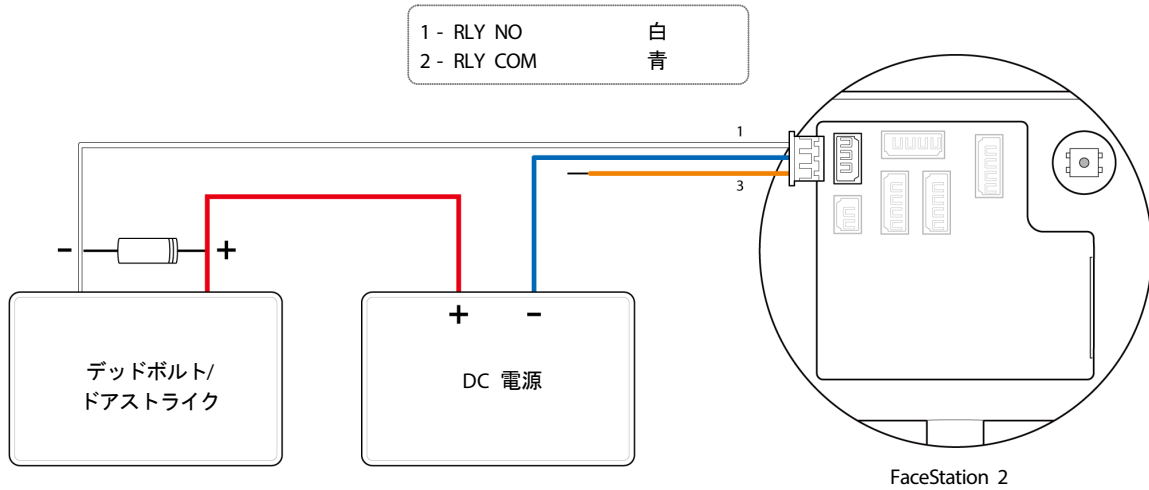 1 - RLY NO 白
2 - RLY COM 青
1
3
- +
+ -
デッドボルト/
ドアストライク
DC 電源
FaceStation 2